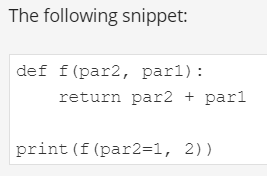 The following snippet:
def f(par2, par1):
    return par2 + par1
print(f(par2=1, 2))